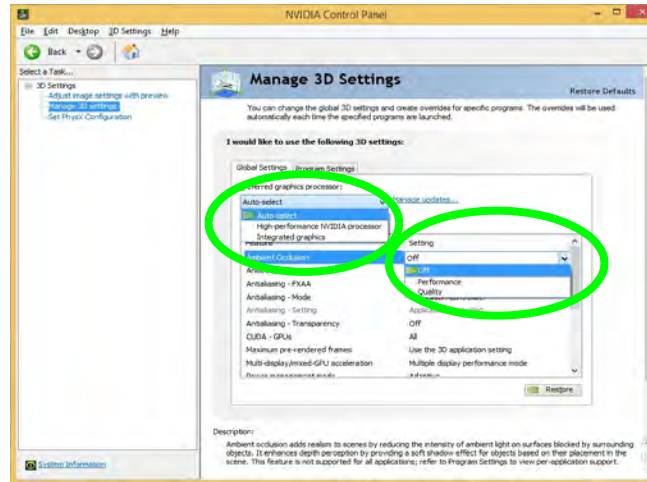 NVIDIA Control Panel
File Edit Desktop 3D Settings Help
Back
Select a Task...
3D Settings
Adjust image settings with preview
Manage 3D settings
Set PhysX Configuration
Manage 3D Settings
Restore Defaults
You can change the global 3D settings and create overrides for specific programs. The overrides will be used
automatically each time the specified programs are launched.
I would like to use the following 3D settings:
Global Settings Program Settings
Preferred graphics processor:
Auto-select
Manage updates...
Auto-select
High-performance NVIDIA processor
Integrated graphics
Feature Setting
Ambient Occlusion Off
Off
Performance
Quality
Antialiasing - FXAA
Antialiasing - Mode
Antialiasing - Setting
Antialiasing - Transparency Off
CUDA - GPUs All
Maximum pre-rendered frames Use the 3D application setting
Multi-display/mixed-GPU acceleration Multiple display performance mode
Power management mode Adaptive
Restore
Description:
Ambient occlusion adds realism to scenes by reducing the intensity of ambient light on surfaces blocked by surrounding
objects. It enhances depth perception by providing a soft shadow effect for objects based on their placement in the
scene. This feature is not supported for all applications; refer to Program Settings to view per-application support.
System Information